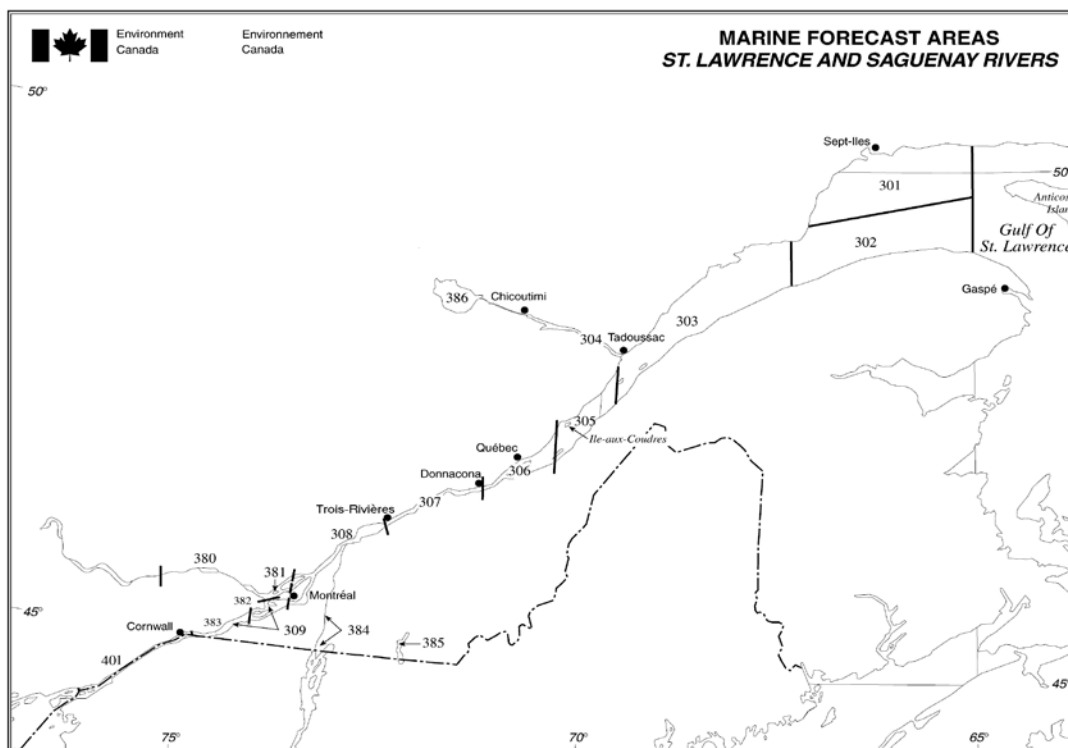 Environment
Canada
Environnement
Canada
MARINE FORECAST AREAS
ST. LAWRENCE AND SAGUENAY RIVERS
50°
Sept-Iles
50°
301
Anticos
Islan
302
Gulf Of
St. Lawrence
386
Chicoutimi
Gaspé
303
304
Tadoussac
305
Ile-aux-Coudres
Québec
306
Donnacona
307
Trois-Rivières
308
380
381
382
Montréal
45°
383
309
384
385
Cornwall
401
45°
75°
70°
65°